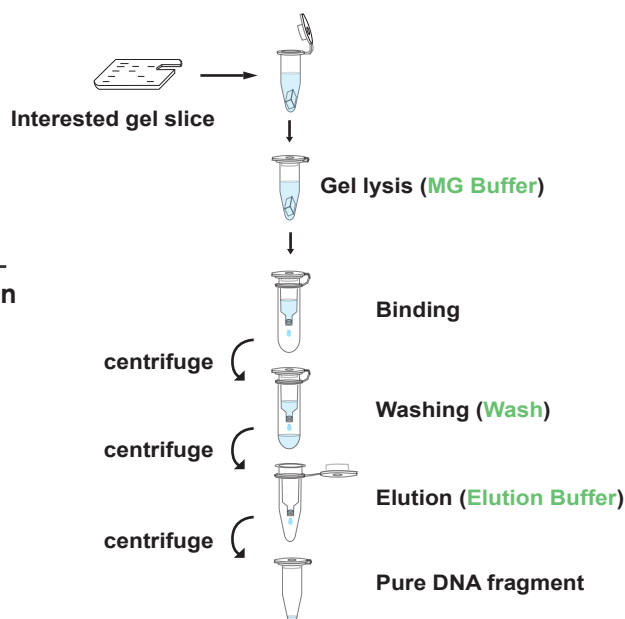 Interested gel slice
Gel lysis (MG Buffer)
n
Binding
centrifuge
Washing (Wash)
centrifuge
Elution (Elution Buffer)
centrifuge
Pure DNA fragment